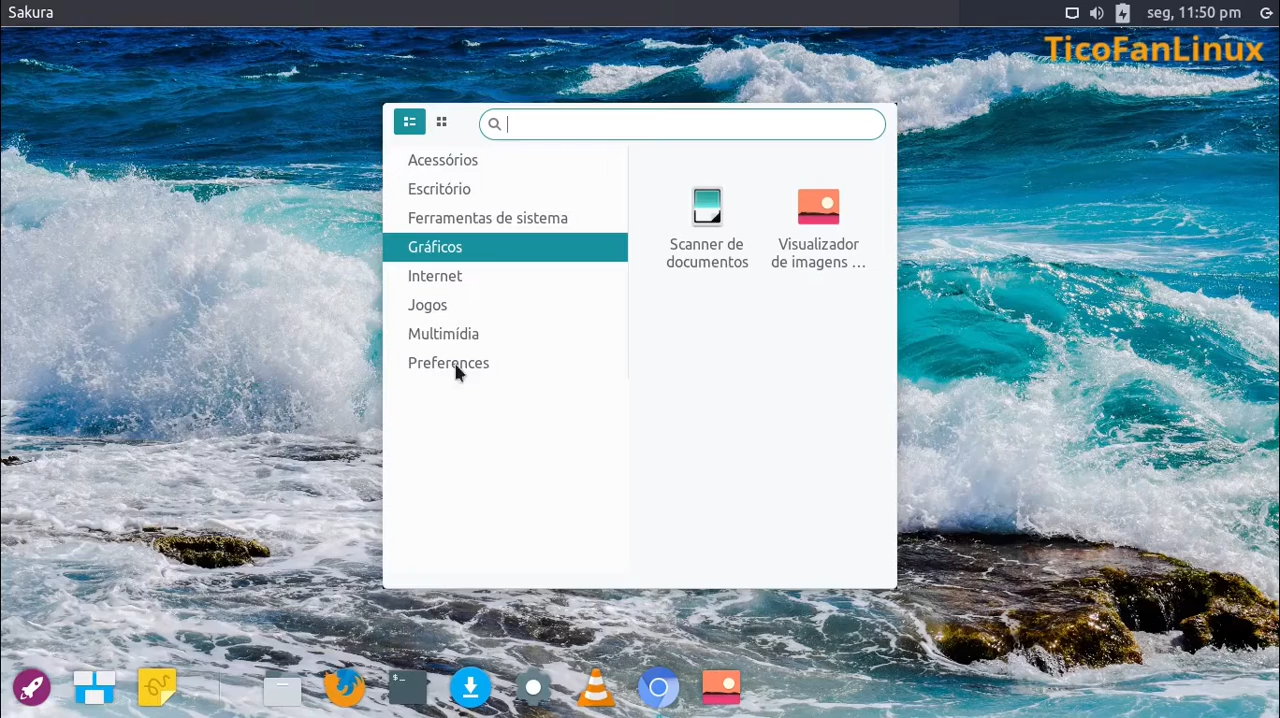 Sakura
seg, 11:50 pm
TicoFanLinux
Acessórios
Escritório
Ferramentas de sistema
Gráficos
Internet
Jogos
Multimídia
Preferences
Scanner de
documentos
Visualizador
de imagens ...
$-